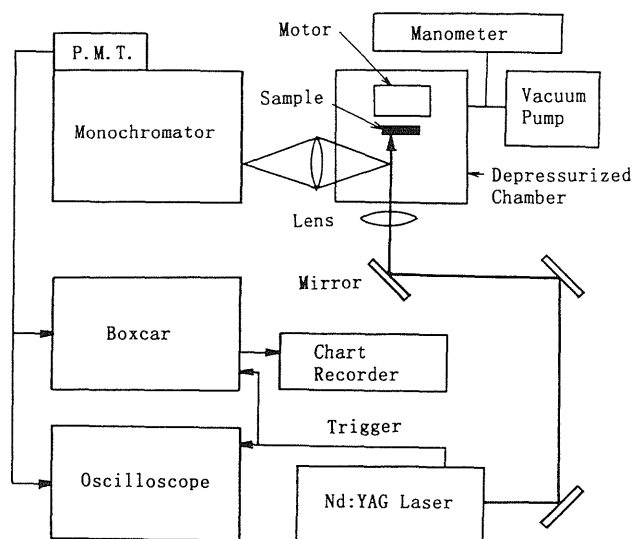 P.M.T.
Motor
Manometer
Sample
Monochromator
Vacuum
Pump
Depressurized
Chamber
Lens
Mirror
Boxcar
Chart
Recorder
Trigger
Oscilloscope
Nd:YAG Laser